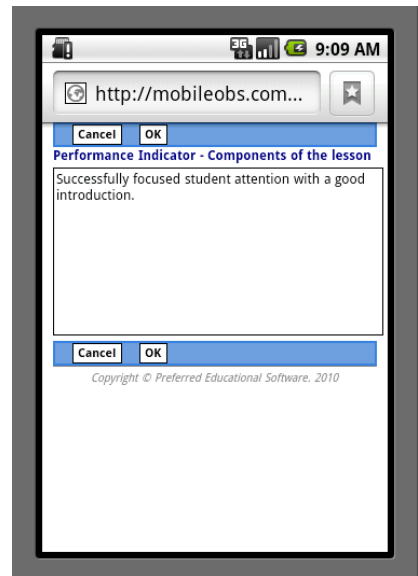 3G 9:09 AM
http://mobileobs.com...
Cancel OK
Performance Indicator - Components of the lesson
Successfully focused student attention with a good
introduction.
Cancel OK
Copyright © Preferred Educational Software. 2010